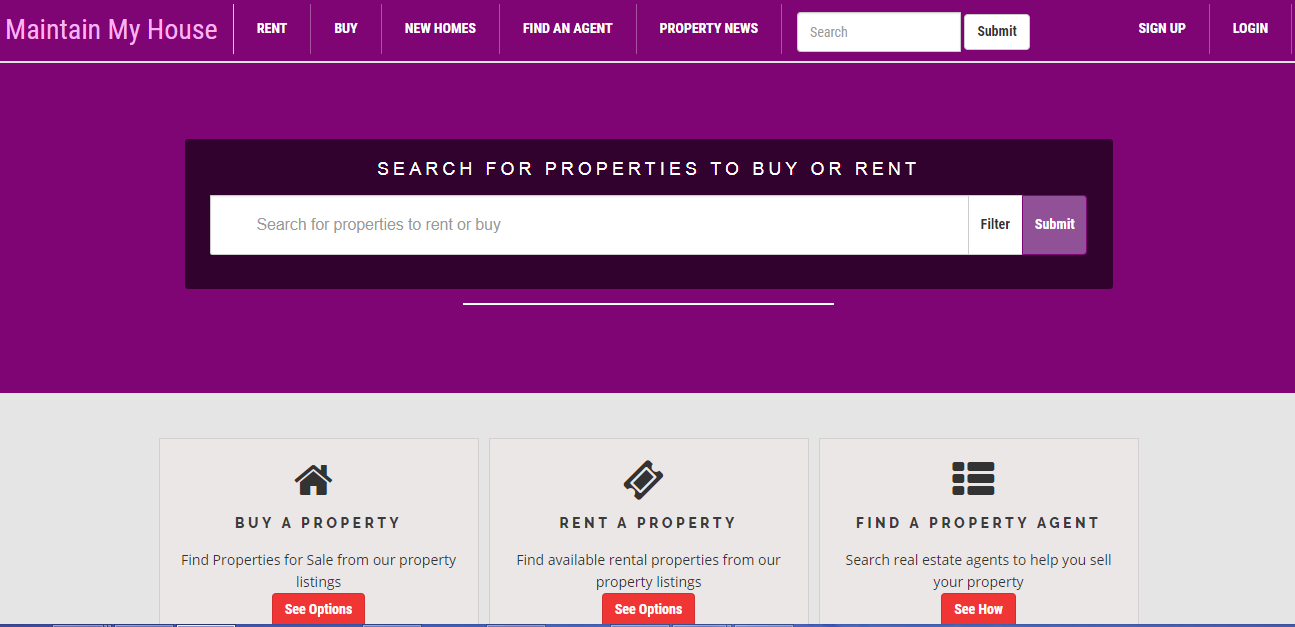 Maintain My House
RENT
BUY
NEW HOMES
FIND AN AGENT
PROPERTY NEWS
Search
Submit
SIGN UP
LOGIN
SEARCH FOR PROPERTIES TO BUY OR RENT
Search for properties to rent or buy
Filter
Submit
BUY A PROPERTY
Find Properties for Sale from our property
listings
See Options
RENT A PROPERTY
Find available rental properties from our
property listings
See Options
FIND A PROPERTY AGENT
Search real estate agents to help you sell
your property
See How